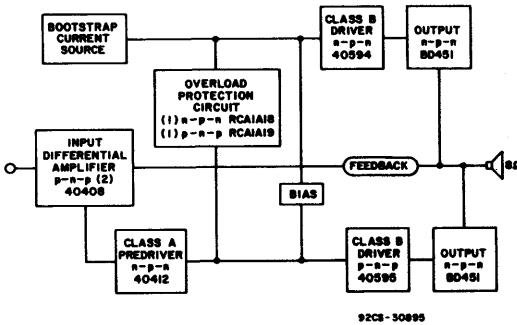 BOOTSTRAP
CURRENT
SOURCE
CLASS B
DRIVER
n-p-n
40594
OUTPUT
n-p-n
BD451
OVERLOAD
PROTECTION
CIRCUIT
(1) n-p-n RCA1A18
(1) p-n-p RCA1A19
INPUT
DIFFERENTIAL
AMPLIFIER
p-n-p (2)
40406
FEEDBACK
8Ω
BIAS
CLASS A
PREDRIVER
n-p-n
40412
CLASS B
DRIVER
p-n-p
40595
OUTPUT
n-p-n
BD451
92CS-30895